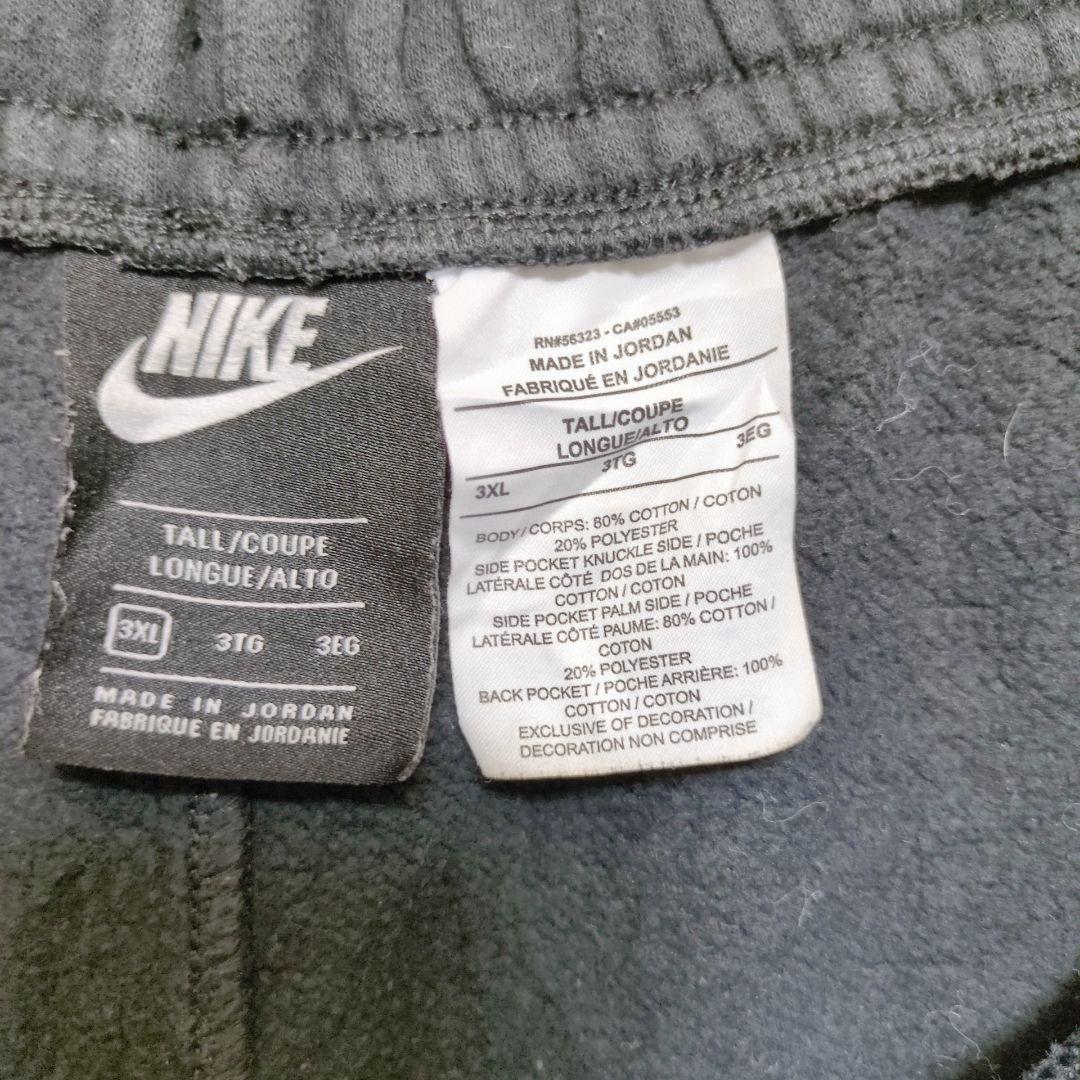 NIKE
TALL/COUPE
LONGUE/ALTO
3XL 3TG 3EG
MADE IN JORDAN
FABRIQUE EN JORDANIE
RN#56323 - CA#05553
MADE IN JORDAN
FABRIQUÉ EN JORDANIE
TALL/COUPE
LONGUE/ALTO
3XL 3TG 3EG
BODY/CORPS: 80% COTTON / COTON
20% POLYESTER
SIDE POCKET KNUCKLE SIDE / POCHE
LATÉRALE CÔTÉ DOS DE LA MAIN: 100%
COTTON / COTON
SIDE POCKET PALM SIDE / POCHE
LATÉRALE CÔTÉ PAUME: 80% COTTON /
COTON
20% POLYESTER
BACK POCKET / POCHE ARRIÈRE: 100%
COTTON / COTON
EXCLUSIVE OF DECORATION /
DECORATION NON COMPRISE